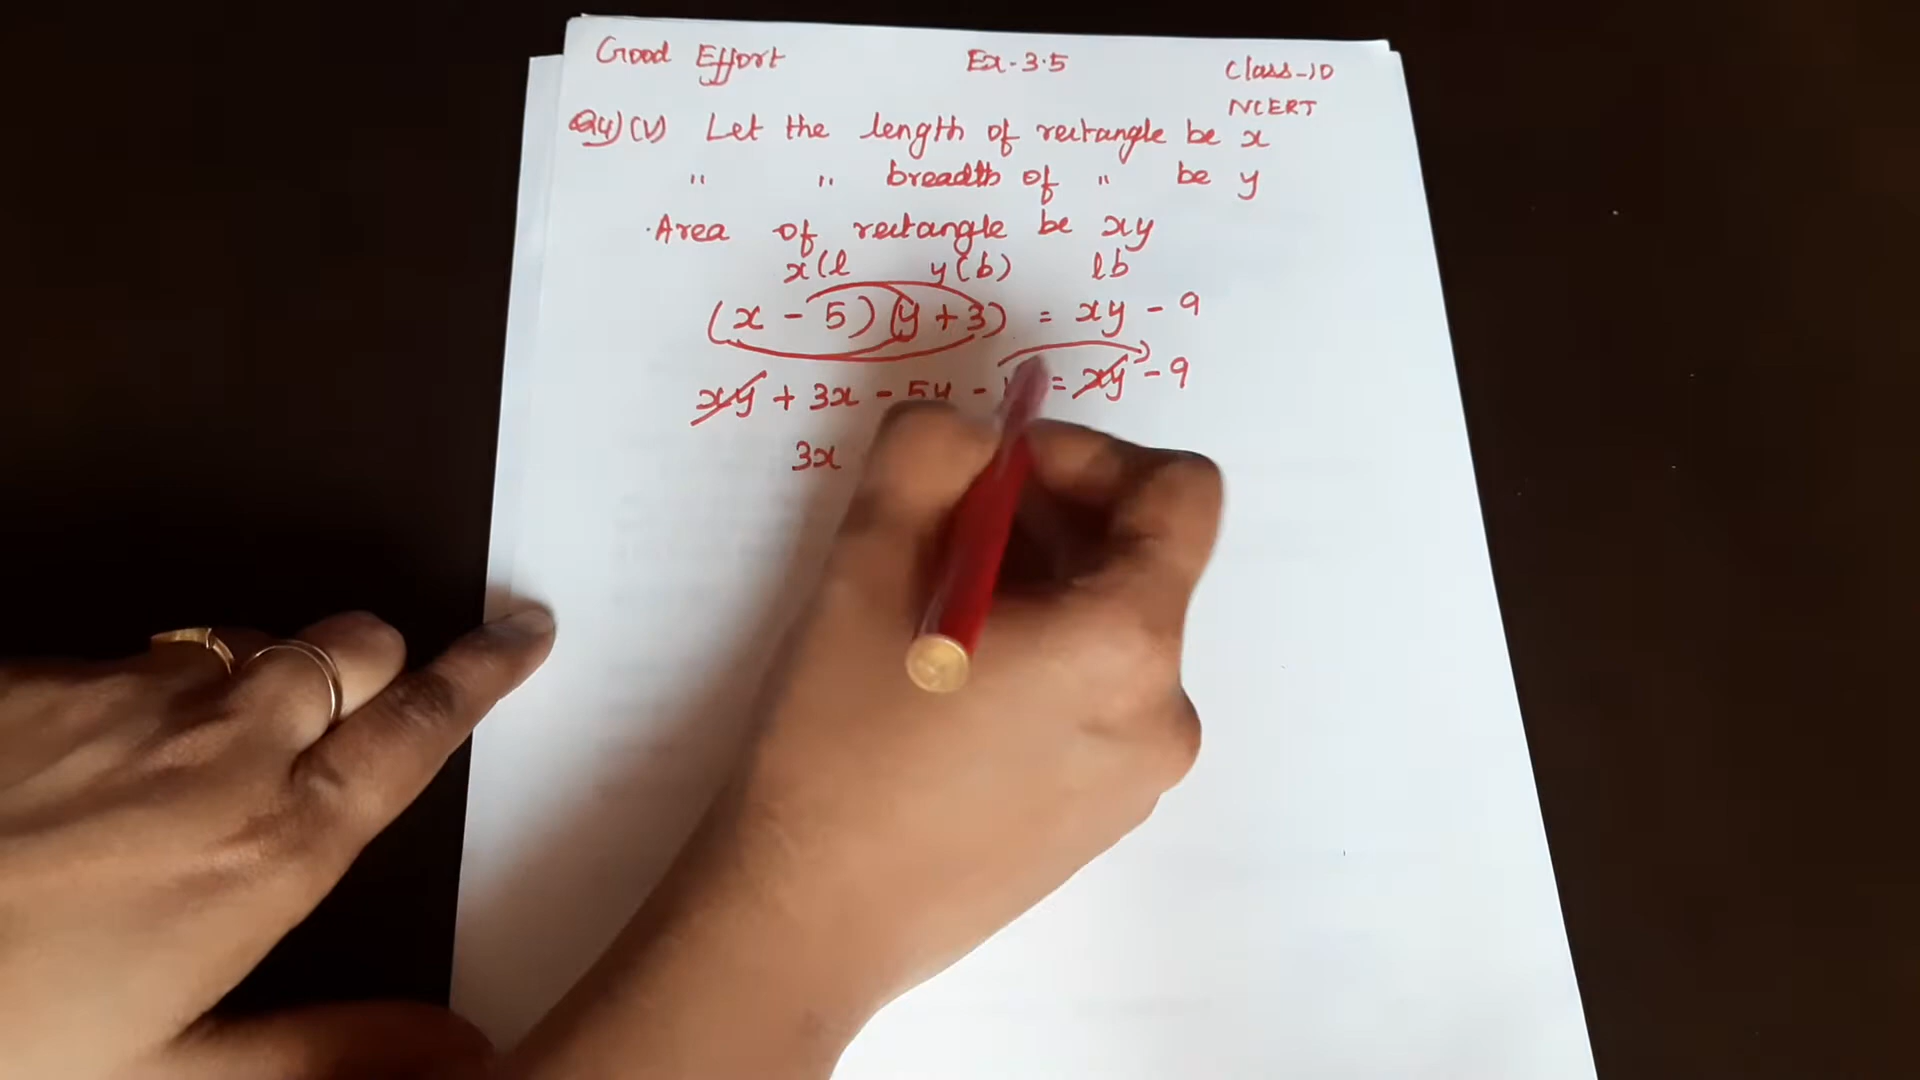 Good Effort Ex-3.5 Class-10
NCERT
Q4) (V) Let the length of rectangle be x
" " breadth of " be y
Area of rectangle be xy
x(l y(b) lb
(x - 5) (y + 3) = xy - 9
xy + 3x - 5y - = xy - 9
3x